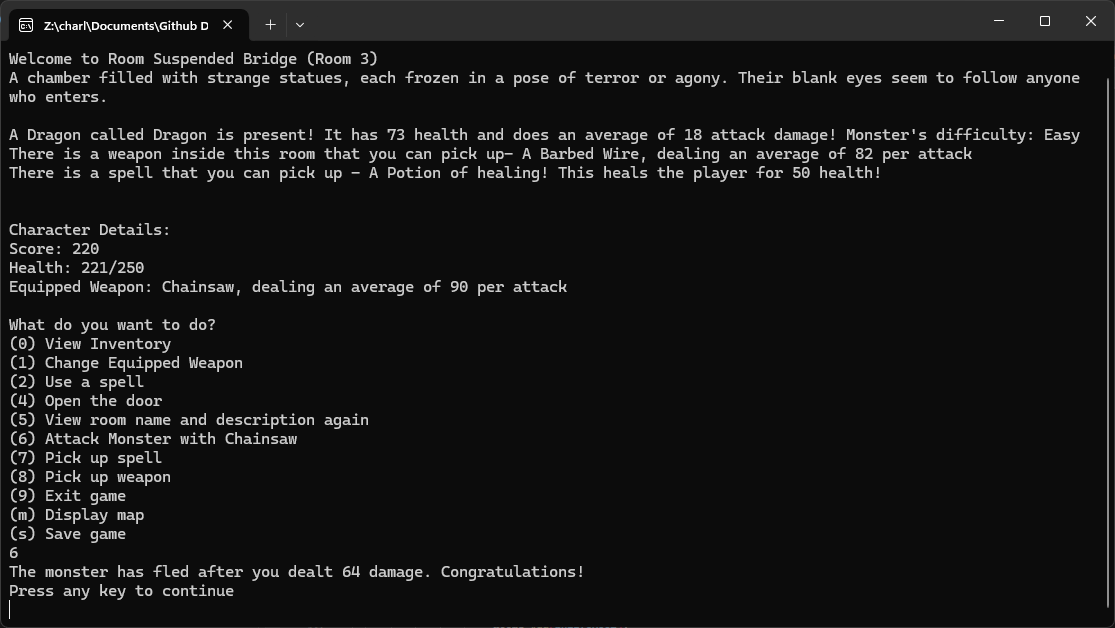 Z:\charl\Documents\Github D
Welcome to Room Suspended Bridge (Room 3)
A chamber filled with strange statues, each frozen in a pose of terror or agony. Their blank eyes seem to follow anyone
who enters.
A Dragon called Dragon is present! It has 73 health and does an average of 18 attack damage! Monster's difficulty: Easy
There is a weapon inside this room that you can pick up- A Barbed Wire, dealing an average of 82 per attack
There is a spell that you can pick up - A Potion of healing! This heals the player for 50 health!
Character Details:
Score: 220
Health: 221/250
Equipped Weapon: Chainsaw, dealing an average of 90 per attack
What do you want to do?
(0) View Inventory
(1) Change Equipped Weapon
(2) Use a spell
(4) Open the door
(5) View room name and description again
(6) Attack Monster with Chainsaw
(7) Pick up spell
(8) Pick up weapon
(9) Exit game
(m) Display map
(s) Save game
6
The monster has fled after you dealt 64 damage. Congratulations!
Press any key to continue